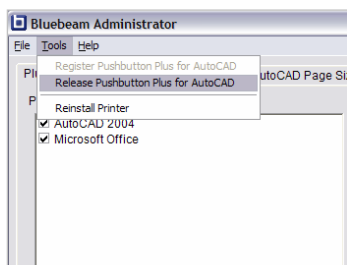 Bluebeam Administrator
File Tools Help
Register Pushbutton Plus for AutoCAD
Release Pushbutton Plus for AutoCAD
utoCAD Page Si
Reinstall Printer
AutoCAD 2004
Microsoft Office